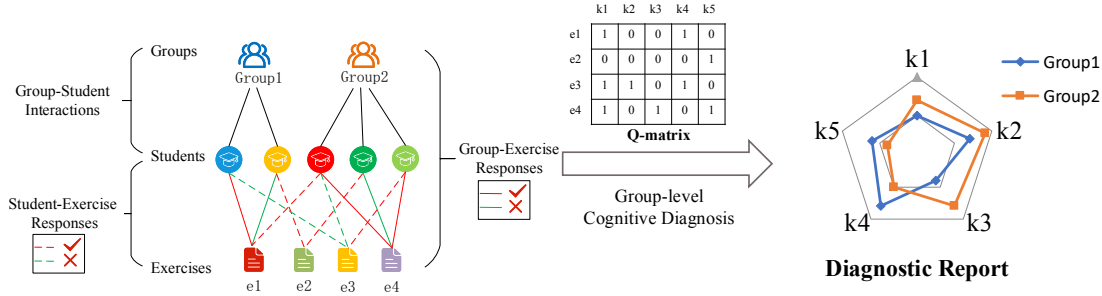 Groups
Group1
Group2
Group-Student
Interactions
Students
Student-Exercise
Responses
Exercises
e1
e2
e3
e4
Group-Exercise
Responses
k1 k2 k3 k4 k5
e1 1 0 0 1 0
e2 0 0 0 0 1
e3 1 1 0 1 0
e4 1 0 1 0 1
Q-matrix
Group-level
Cognitive Diagnosis
k1
k2
k3
k4
k5
Group1
Group2
Diagnostic Report